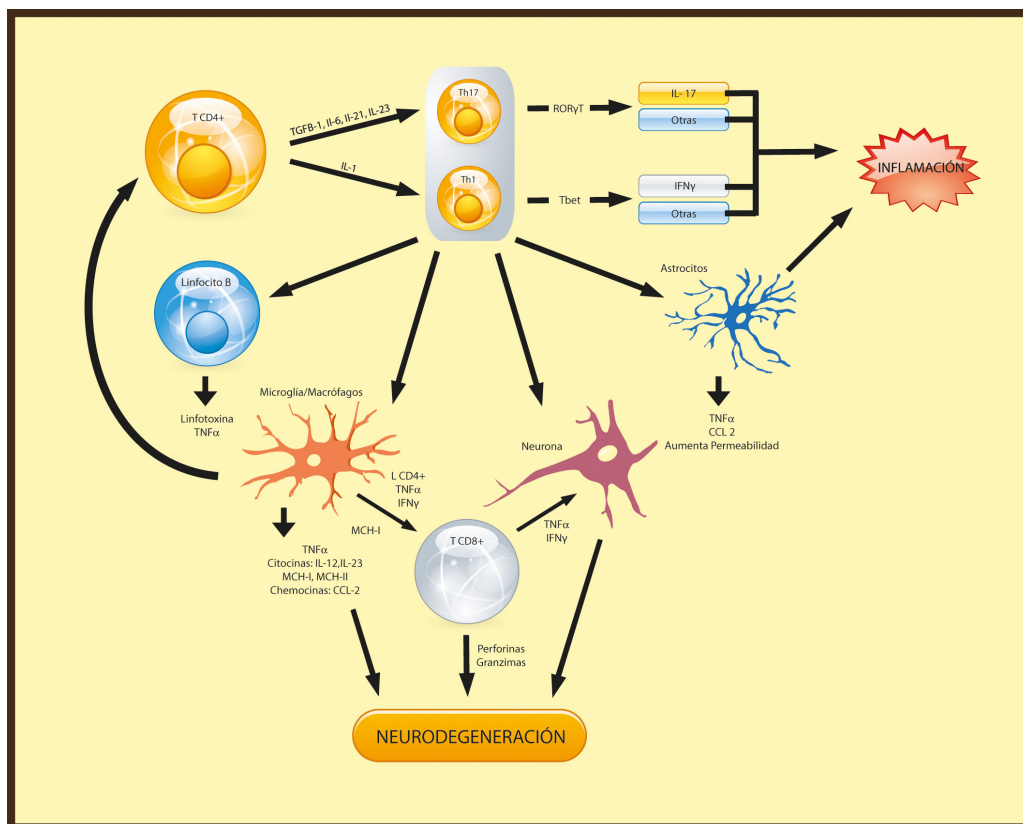 T CD4+
TGFB-1, Il-6, Il-21, IL-23
IL-1
Th17
Th1
RORγT
Tbet
IL- 17
Otras
IFNγ
Otras
INFLAMACIÓN
Linfocito B
Linfotoxina
TNFα
Microglía/Macrófagos
Astrocitos
TNFα
CCL 2
Aumenta Permeabilidad
Neurona
L CD4+
TNFα
IFNγ
MCH-I
T CD8+
TNFα
IFNγ
TNFα
Citocinas: IL-12,IL-23
MCH-I, MCH-II
Chemocinas: CCL-2
Perforinas
Granzimas
NEURODEGENERACIÓN